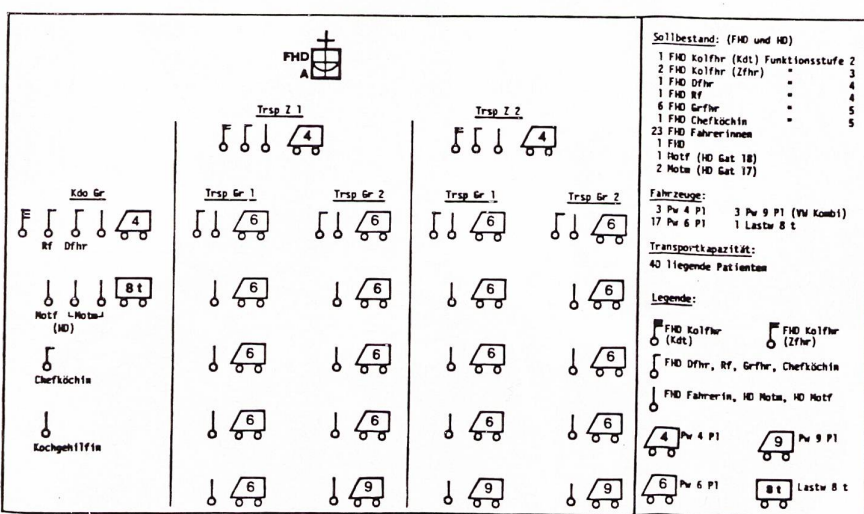 FHD
A
Trsp Z 1
Trsp Z 2
4
4
Kdo Gr
Trsp Gr 1
Trsp Gr 2
Trsp Gr 1
Trsp Gr 2
4
6
6
6
6
Rf Dfhr
8 t
6
6
6
6
Motf Motm
(HD)
6
6
6
6
Chefköchin
6
6
6
6
Kochgehilfin
6
9
9
9
Sollbestand: (FHD und HD)
1 FHD Kolfhr (Kdt) Funktionsstufe 2
2 FHD Kolfhr (Zfhr) " 3
1 FHD Dfhr " 4
1 FHD Rf " 4
6 FHD Grfhr " 5
1 FHD Chefköchin " 5
23 FHD Fahrerinnen
1 FHD
1 Motf (HD Gat 18)
2 Motm (HD Gat 17)
Fahrzeuge:
3 Pw 4 Pl 3 Pw 9 Pl (VW Kombi)
17 Pw 6 Pl 1 Lastw 8 t
Transportkapazität:
40 liegende Patienten
Legende:
FHD Kolfhr
(Kdt)
FHD Kolfhr
(Zfhr)
FHD Dfhr, Rf, Grfhr, Chefköchin
FHD Fahrerin, HD Motm, HD Motf
4 Pw 4 Pl
9 Pw 9 Pl
6 Pw 6 Pl
8 t Lastw 8 t